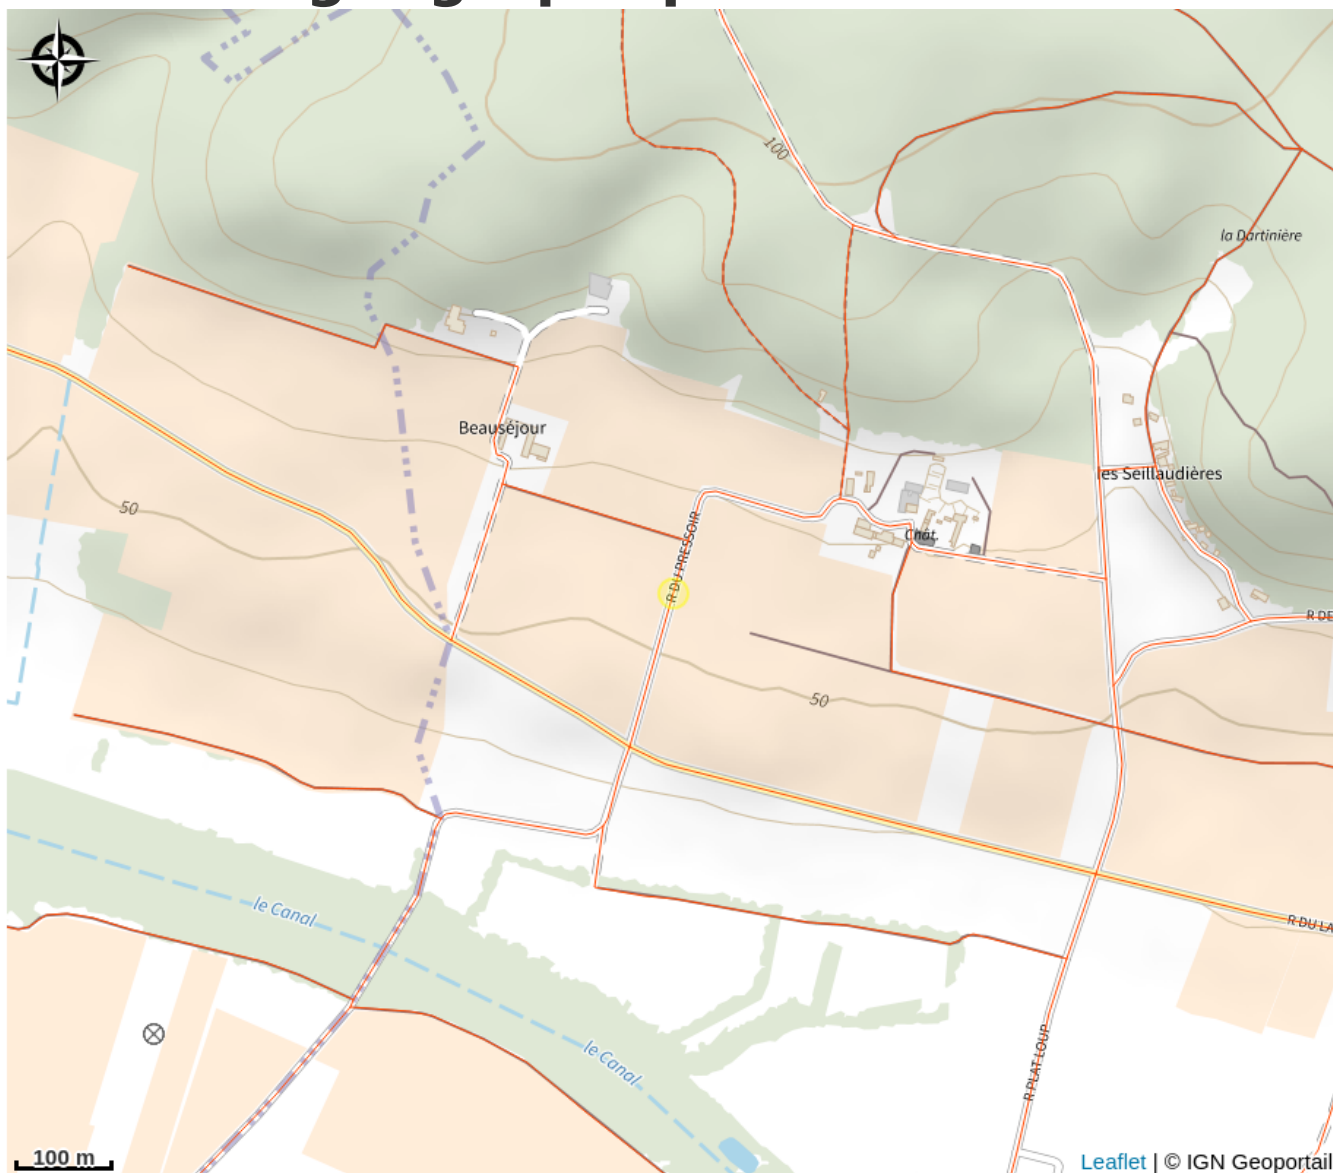 100
la Dartinière
Beauséjour
les Seillaudières
50
R DU PRESSOIR
Chât.
R DE
50
le Canal
R DU LA
le Canal
R PLAT LOUP
100 m
Leaflet | © IGN Geoportail